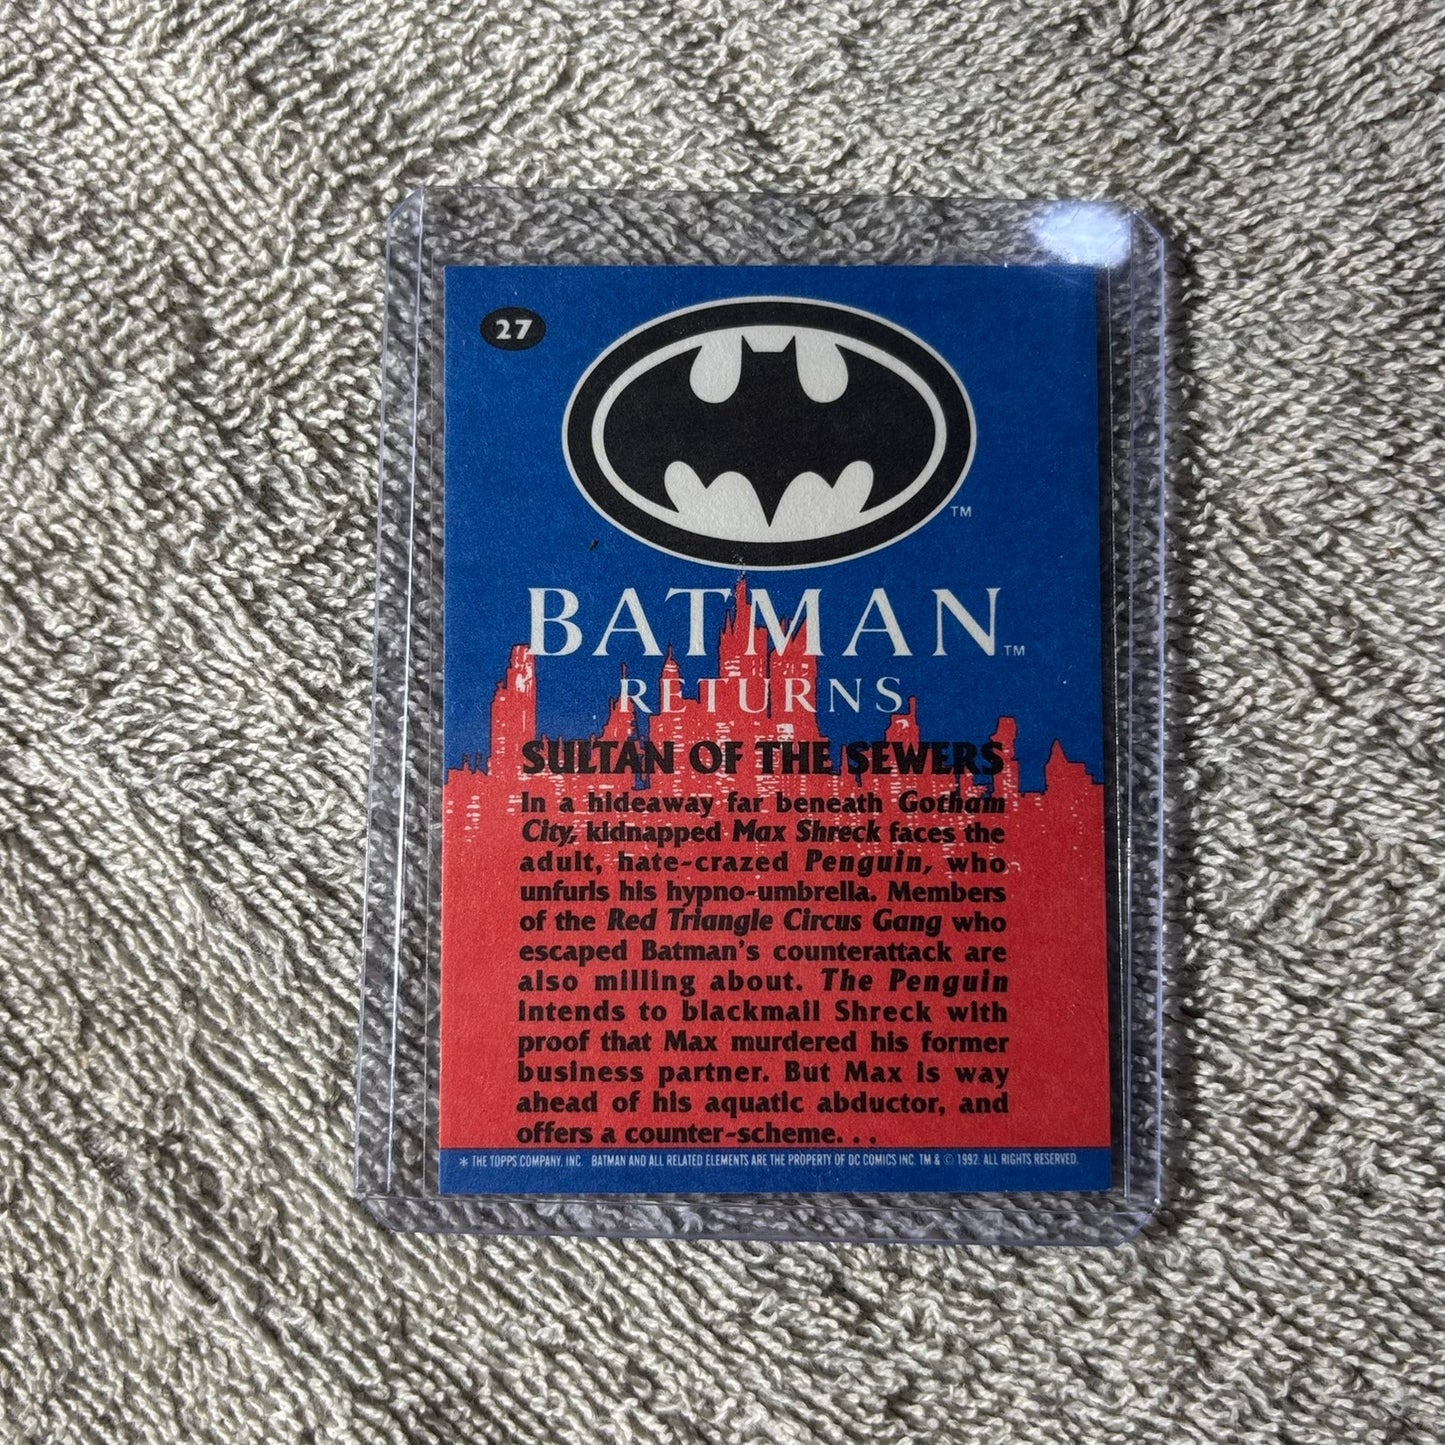 27
TM
BATMAN TM
RETURNS
SULTAN OF THE SEWERS
In a hideaway far beneath Gotham
City, kidnapped Max Shreck faces the
adult, hate-crazed Penguin, who
unfurls his hypno-umbrella. Members
of the Red Triangle Circus Gang who
escaped Batman's counterattack are
also milling about. The Penguin
intends to blackmail Shreck with
proof that Max murdered his former
business partner. But Max is way
ahead of his aquatic abductor, and
offers a counter-scheme. . .
* THE TOPPS COMPANY, INC. BATMAN AND ALL RELATED ELEMENTS ARE THE PROPERTY OF DC COMICS INC. TM & © 1992. ALL RIGHTS RESERVED.